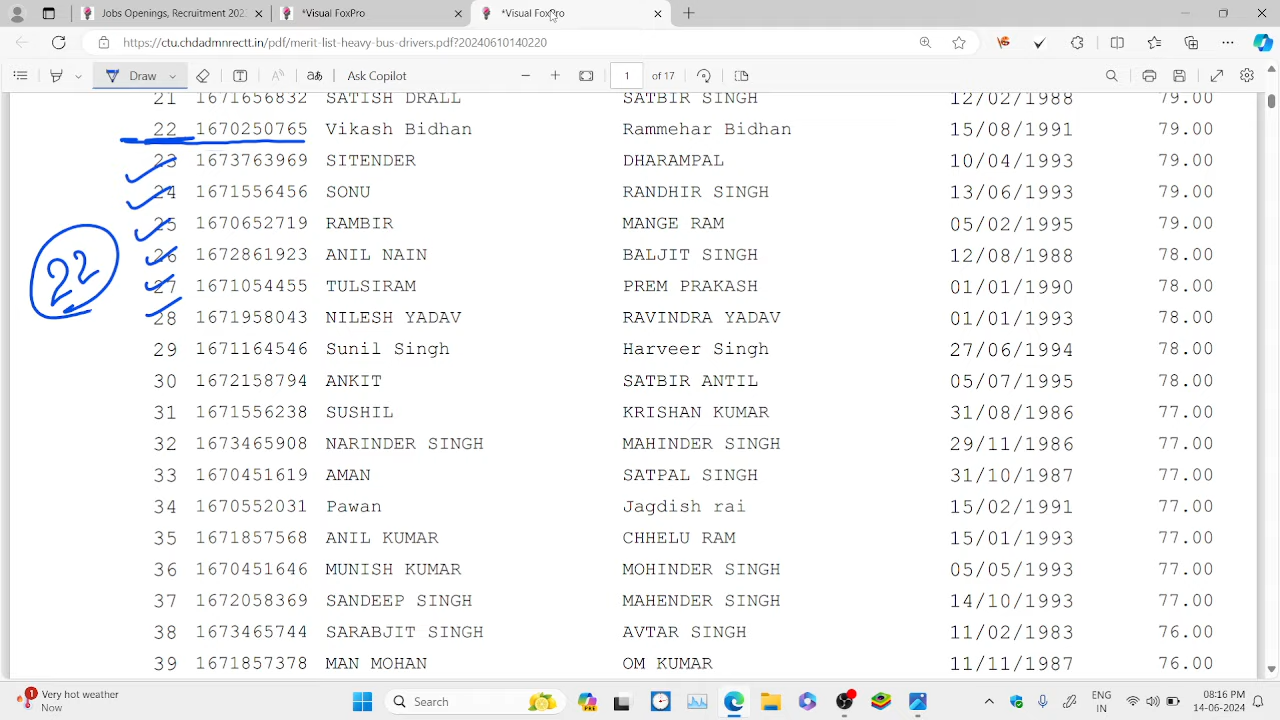 Jobs Openings, Recruitment 202
*Visual FoxPro
*Visual FoxPro
https://ctu.chdadmnrectt.in/pdf/merit-list-heavy-bus-drivers.pdf?20240610140220
Draw
Ask Copilot
1 of 17
21 1671656832 SATISH DRALL SATBIR SINGH 12/02/1988 79.00
22 1670250765 Vikash Bidhan Rammehar Bidhan 15/08/1991 79.00
23 1673763969 SITENDER DHARAMPAL 10/04/1993 79.00
24 1671556456 SONU RANDHIR SINGH 13/06/1993 79.00
25 1670652719 RAMBIR MANGE RAM 05/02/1995 79.00
22
26 1672861923 ANIL NAIN BALJIT SINGH 12/08/1988 78.00
27 1671054455 TULSIRAM PREM PRAKASH 01/01/1990 78.00
28 1671958043 NILESH YADAV RAVINDRA YADAV 01/01/1993 78.00
29 1671164546 Sunil Singh Harveer Singh 27/06/1994 78.00
30 1672158794 ANKIT SATBIR ANTIL 05/07/1995 78.00
31 1671556238 SUSHIL KRISHAN KUMAR 31/08/1986 77.00
32 1673465908 NARINDER SINGH MAHINDER SINGH 29/11/1986 77.00
33 1670451619 AMAN SATPAL SINGH 31/10/1987 77.00
34 1670552031 Pawan Jagdish rai 15/02/1991 77.00
35 1671857568 ANIL KUMAR CHHELU RAM 15/01/1993 77.00
36 1670451646 MUNISH KUMAR MOHINDER SINGH 05/05/1993 77.00
37 1672058369 SANDEEP SINGH MAHENDER SINGH 14/10/1993 77.00
38 1673465744 SARABJIT SINGH AVTAR SINGH 11/02/1983 76.00
39 1671857378 MAN MOHAN OM KUMAR 11/11/1987 76.00
1 Very hot weather
Now
Search
ENG
IN
08:16 PM
14-06-2024